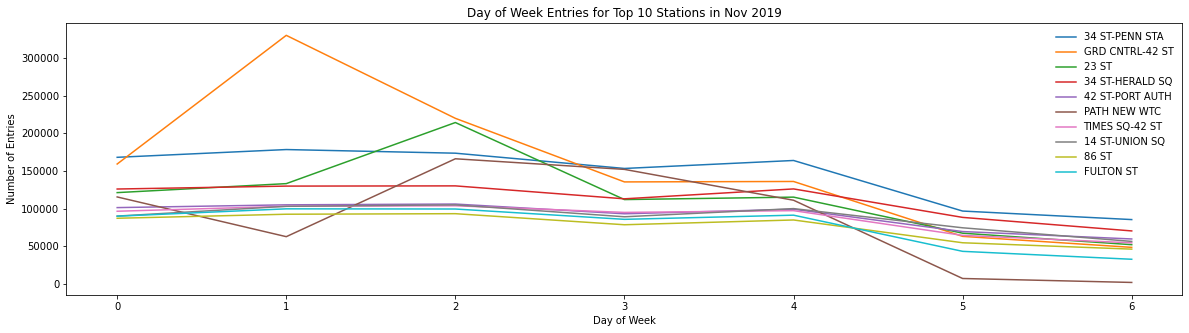 Day of Week Entries for Top 10 Stations in Nov 2019
Number of Entries
300000
250000
200000
150000
100000
50000
0
34 ST-PENN STA
GRD CNTRL-42 ST
23 ST
34 ST-HERALD SQ
42 ST-PORT AUTH
PATH NEW WTC
TIMES SQ-42 ST
14 ST-UNION SQ
86 ST
FULTON ST
0 1 2 3 4 5 6
Day of Week